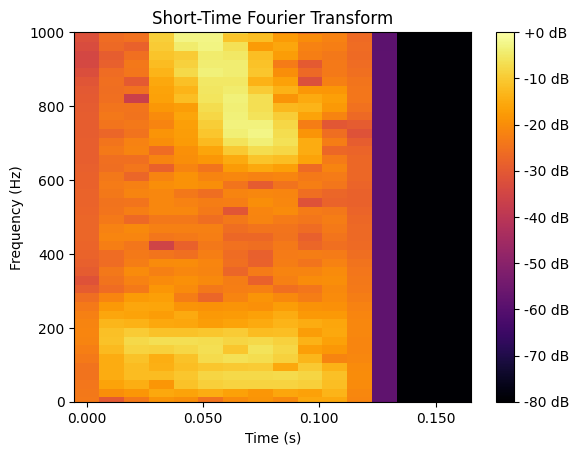 Short-Time Fourier Transform
1000
800
600
400
200
0
Frequency (Hz)
0.000
0.050
0.100
0.150
Time (s)
+0 dB
-10 dB
-20 dB
-30 dB
-40 dB
-50 dB
-60 dB
-70 dB
-80 dB